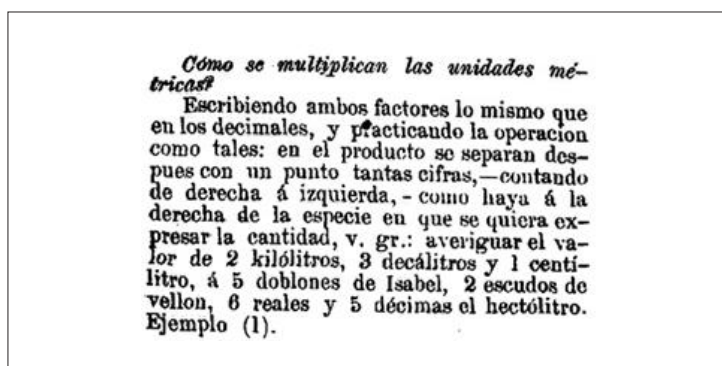 Cómo se multiplican las unidades mé-
tricas?
Escribiendo ambos factores lo mismo que
en los decimales, y practicando la operacion
como tales: en el producto se separan des-
pues con un punto tantas cifras,—contando
de derecha á izquierda, - como haya á la
derecha de la especie en que se quiera ex-
presar la cantidad, v. gr.: averiguar el va-
lor de 2 kilólitros, 3 decálitros y 1 centí-
litro, á 5 doblones de Isabel, 2 escudos de
vellon, 6 reales y 5 décimas el hectólitro.
Ejemplo (1).